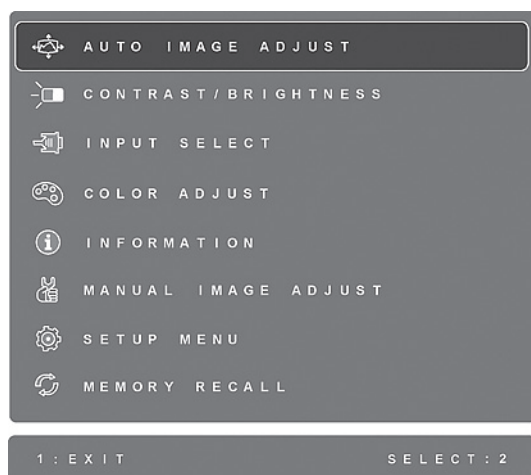 AUTO IMAGE ADJUST
CONTRAST/BRIGHTNESS
INPUT SELECT
COLOR ADJUST
INFORMATION
MANUAL IMAGE ADJUST
SETUP MENU
MEMORY RECALL
1:EXIT SELECT:2